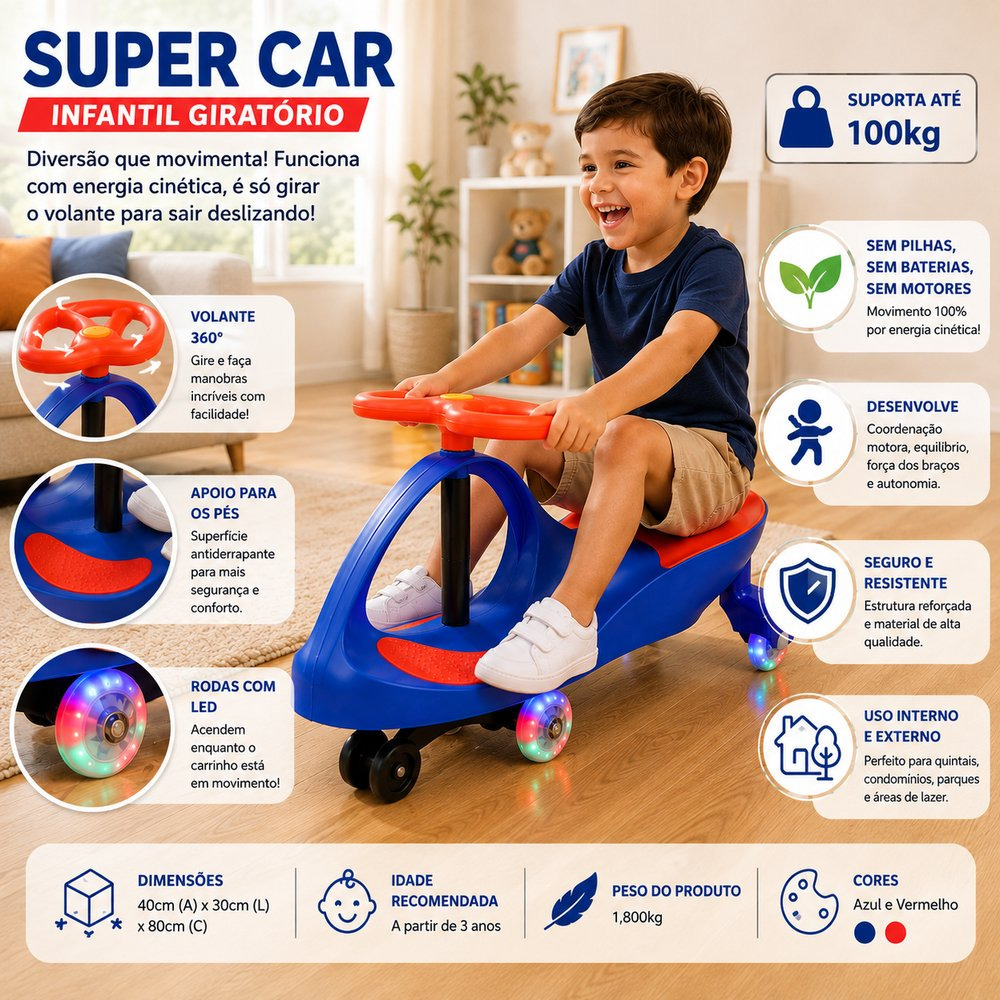 SUPER CAR
INFANTIL GIRATÓRIO
Diversão que movimenta! Funciona
com energia cinética, é só girar
o volante para sair deslizando!
SUPORTA ATÉ
100kg
VOLANTE
360º
Gire e faça
manobras
incríveis com
facilidade!
APOIO PARA
OS PÉS
Superfície
antiderrapante
para mais
segurança e
conforto.
RODAS COM
LED
Acendem
enquanto o
carrinho está
em movimento!
SEM PILHAS,
SEM BATERIAS,
SEM MOTORES
Movimento 100%
por energia cinética!
DESENVOLVE
Coordenação
motora, equilíbrio,
força dos braços
e autonomia.
SEGURO E
RESISTENTE
Estrutura reforçada
e material de alta
qualidade.
USO INTERNO
E EXTERNO
Perfeito para quintais,
condomínios, parques
e áreas de lazer.
DIMENSÕES
40cm (A) x 30cm (L)
x 80cm (C)
IDADE
RECOMENDADA
A partir de 3 anos
PESO DO PRODUTO
1,800kg
CORES
Azul e Vermelho